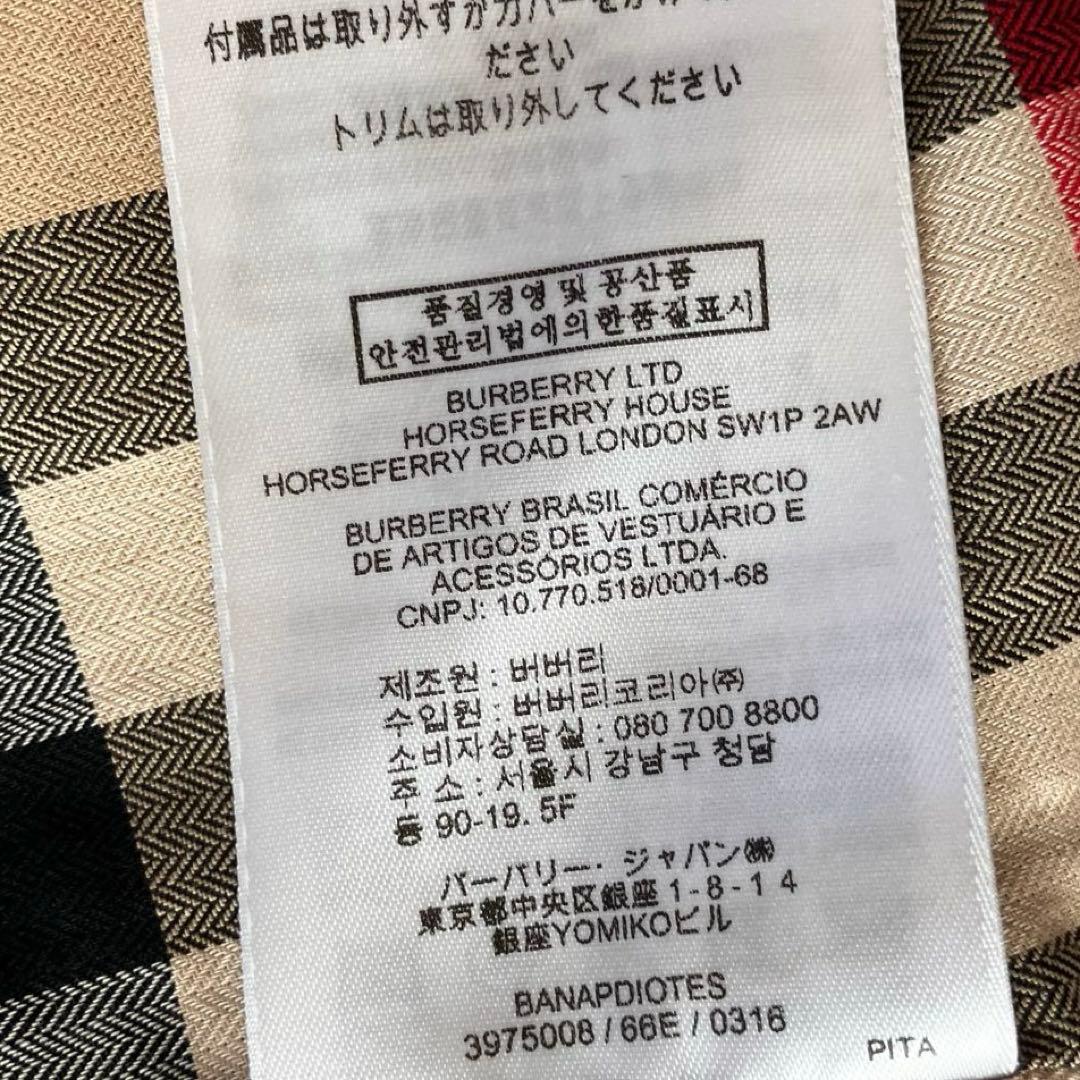 付属品は取り外すかカバーをかけてく
ださい
トリムは取り外してください
품질경영 및 공산품
안전관리법에의한품질표시
BURBERRY LTD
HORSEFERRY HOUSE
HORSEFERRY ROAD LONDON SW1P 2AW
BURBERRY BRASIL COMÉRCIO
DE ARTIGOS DE VESTUÁRIO E
ACESSÓRIOS LTDA.
CNPJ: 10.770.518/0001-68
제조원 : 버버리
수입원 : 버버리코리아㈜
소비자상담실 : 080 700 8800
주 소 : 서울시 강남구 청담
동 90-19. 5F
バーバリー・ジャパン㈱
東京都中央区銀座 1 - 8 - 1 4
銀座YOMIKOビル
BANAPDIOTES
3975008 / 66E / 0316
PITA